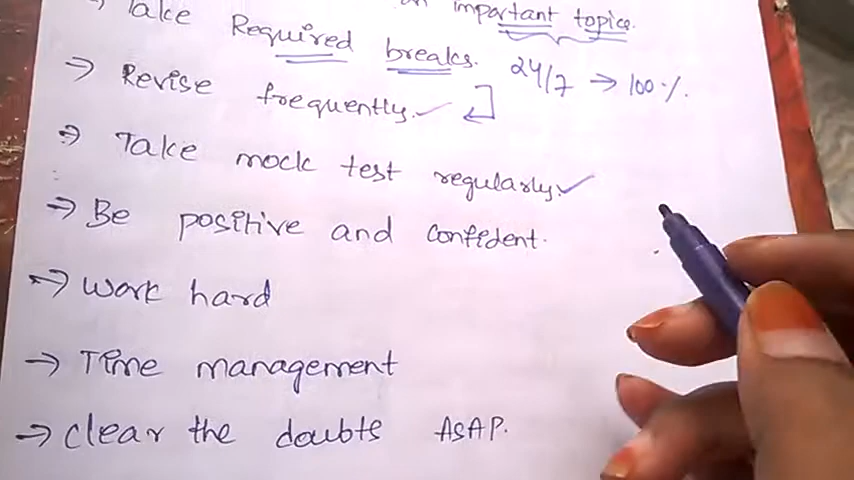 important topic.
→ Take Required breaks. 24/7 → 100%.
→ Revise frequently.
→ Take mock test regularly.
→ Be positive and confident.
→ Work hard
→ Time management
→ Clear the doubts ASAP.